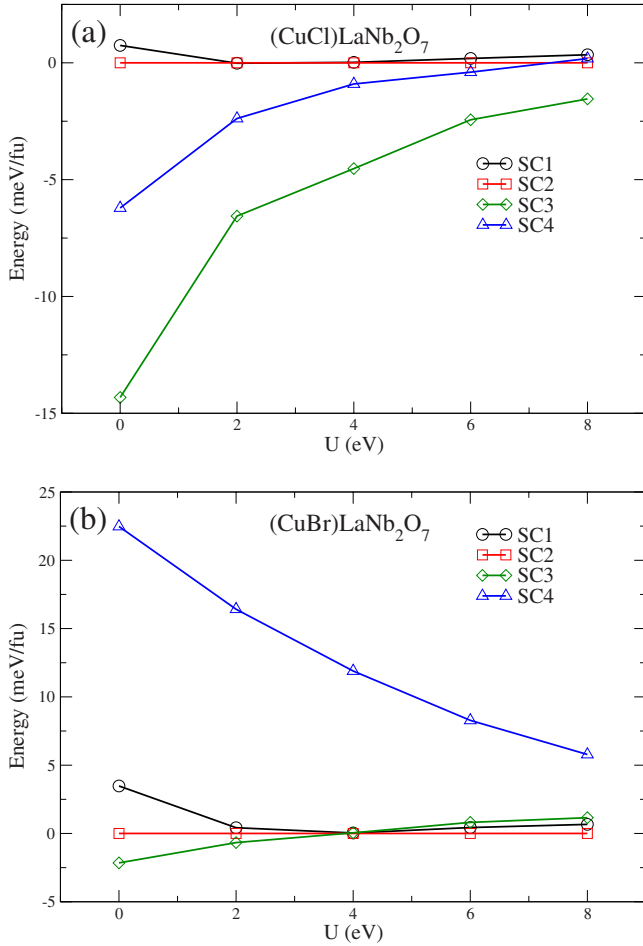 (a)
(CuCl)LaNb₂O₇
0
-5
-10
-15
Energy (meV/fu)
SC1
SC2
SC3
SC4
0 2 4 6 8
U (eV)
(b)
(CuBr)LaNb₂O₇
25
20
15
10
5
0
-5
Energy (meV/fu)
SC1
SC2
SC3
SC4
0 2 4 6 8
U (eV)